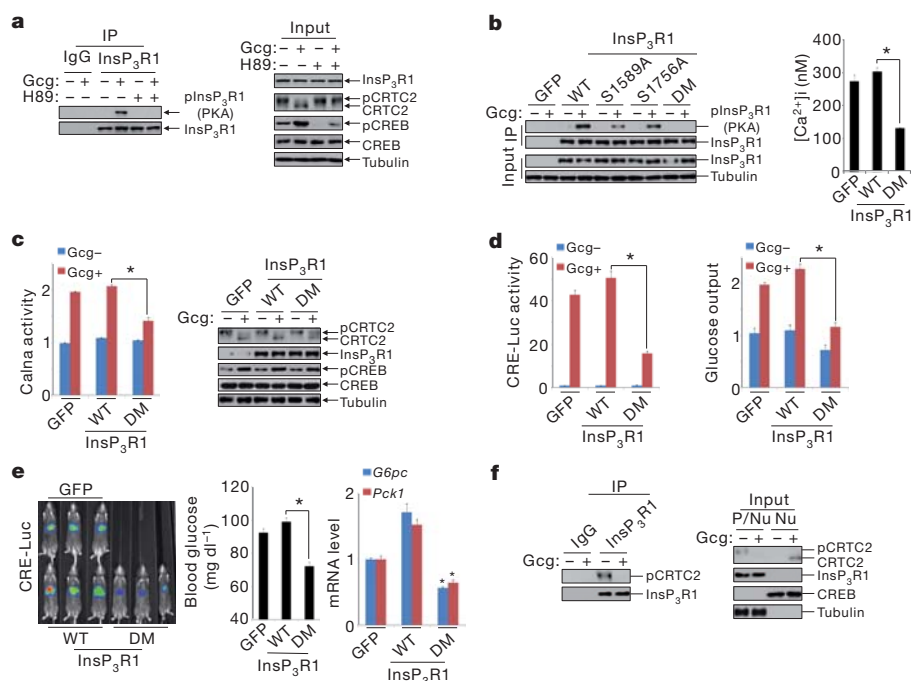 a
IP
IgG InsP3R1
Gcg: – + – + – +
H89: – – – – + +
pInsP3R1
(PKA)
InsP3R1
Input
Gcg: – + – +
H89: – – + +
InsP3R1
pCRTC2
CRTC2
pCREB
CREB
Tubulin
b
InsP3R1
GFP WT S1589A S1756A DM
Gcg: – + – + – + – + – +
pInsP3R1
(PKA)
InsP3R1
InsP3R1
Tubulin
Input IP
[Ca2+]i (nM)
400
300
200
100
0
GFP WT DM
InsP3R1
*
c
Gcg–
Gcg+
*
Calna activity
2
1
0
GFP WT DM
InsP3R1
InsP3R1
GFP WT DM
Gcg: – + – + – +
pCRTC2
CRTC2
InsP3R1
pCREB
CREB
Tubulin
d
Gcg–
Gcg+
*
CRE-Luc activity
60
40
20
0
GFP WT DM
InsP3R1
Gcg–
Gcg+
*
Glucose output
2
1
0
GFP WT DM
InsP3R1
e
GFP
CRE-Luc
WT DM
InsP3R1
Blood glucose
(mg dl−1)
120
100
80
60
40
*
GFP WT DM
InsP3R1
G6pc
Pck1
mRNA level
2
1
0
* *
GFP WT DM
InsP3R1
f
IP
IgG InsP3R1
Gcg: – + – +
pCRTC2
InsP3R1
Input
P/Nu Nu
Gcg: – + – +
pCRTC2
CRTC2
InsP3R1
CREB
Tubulin